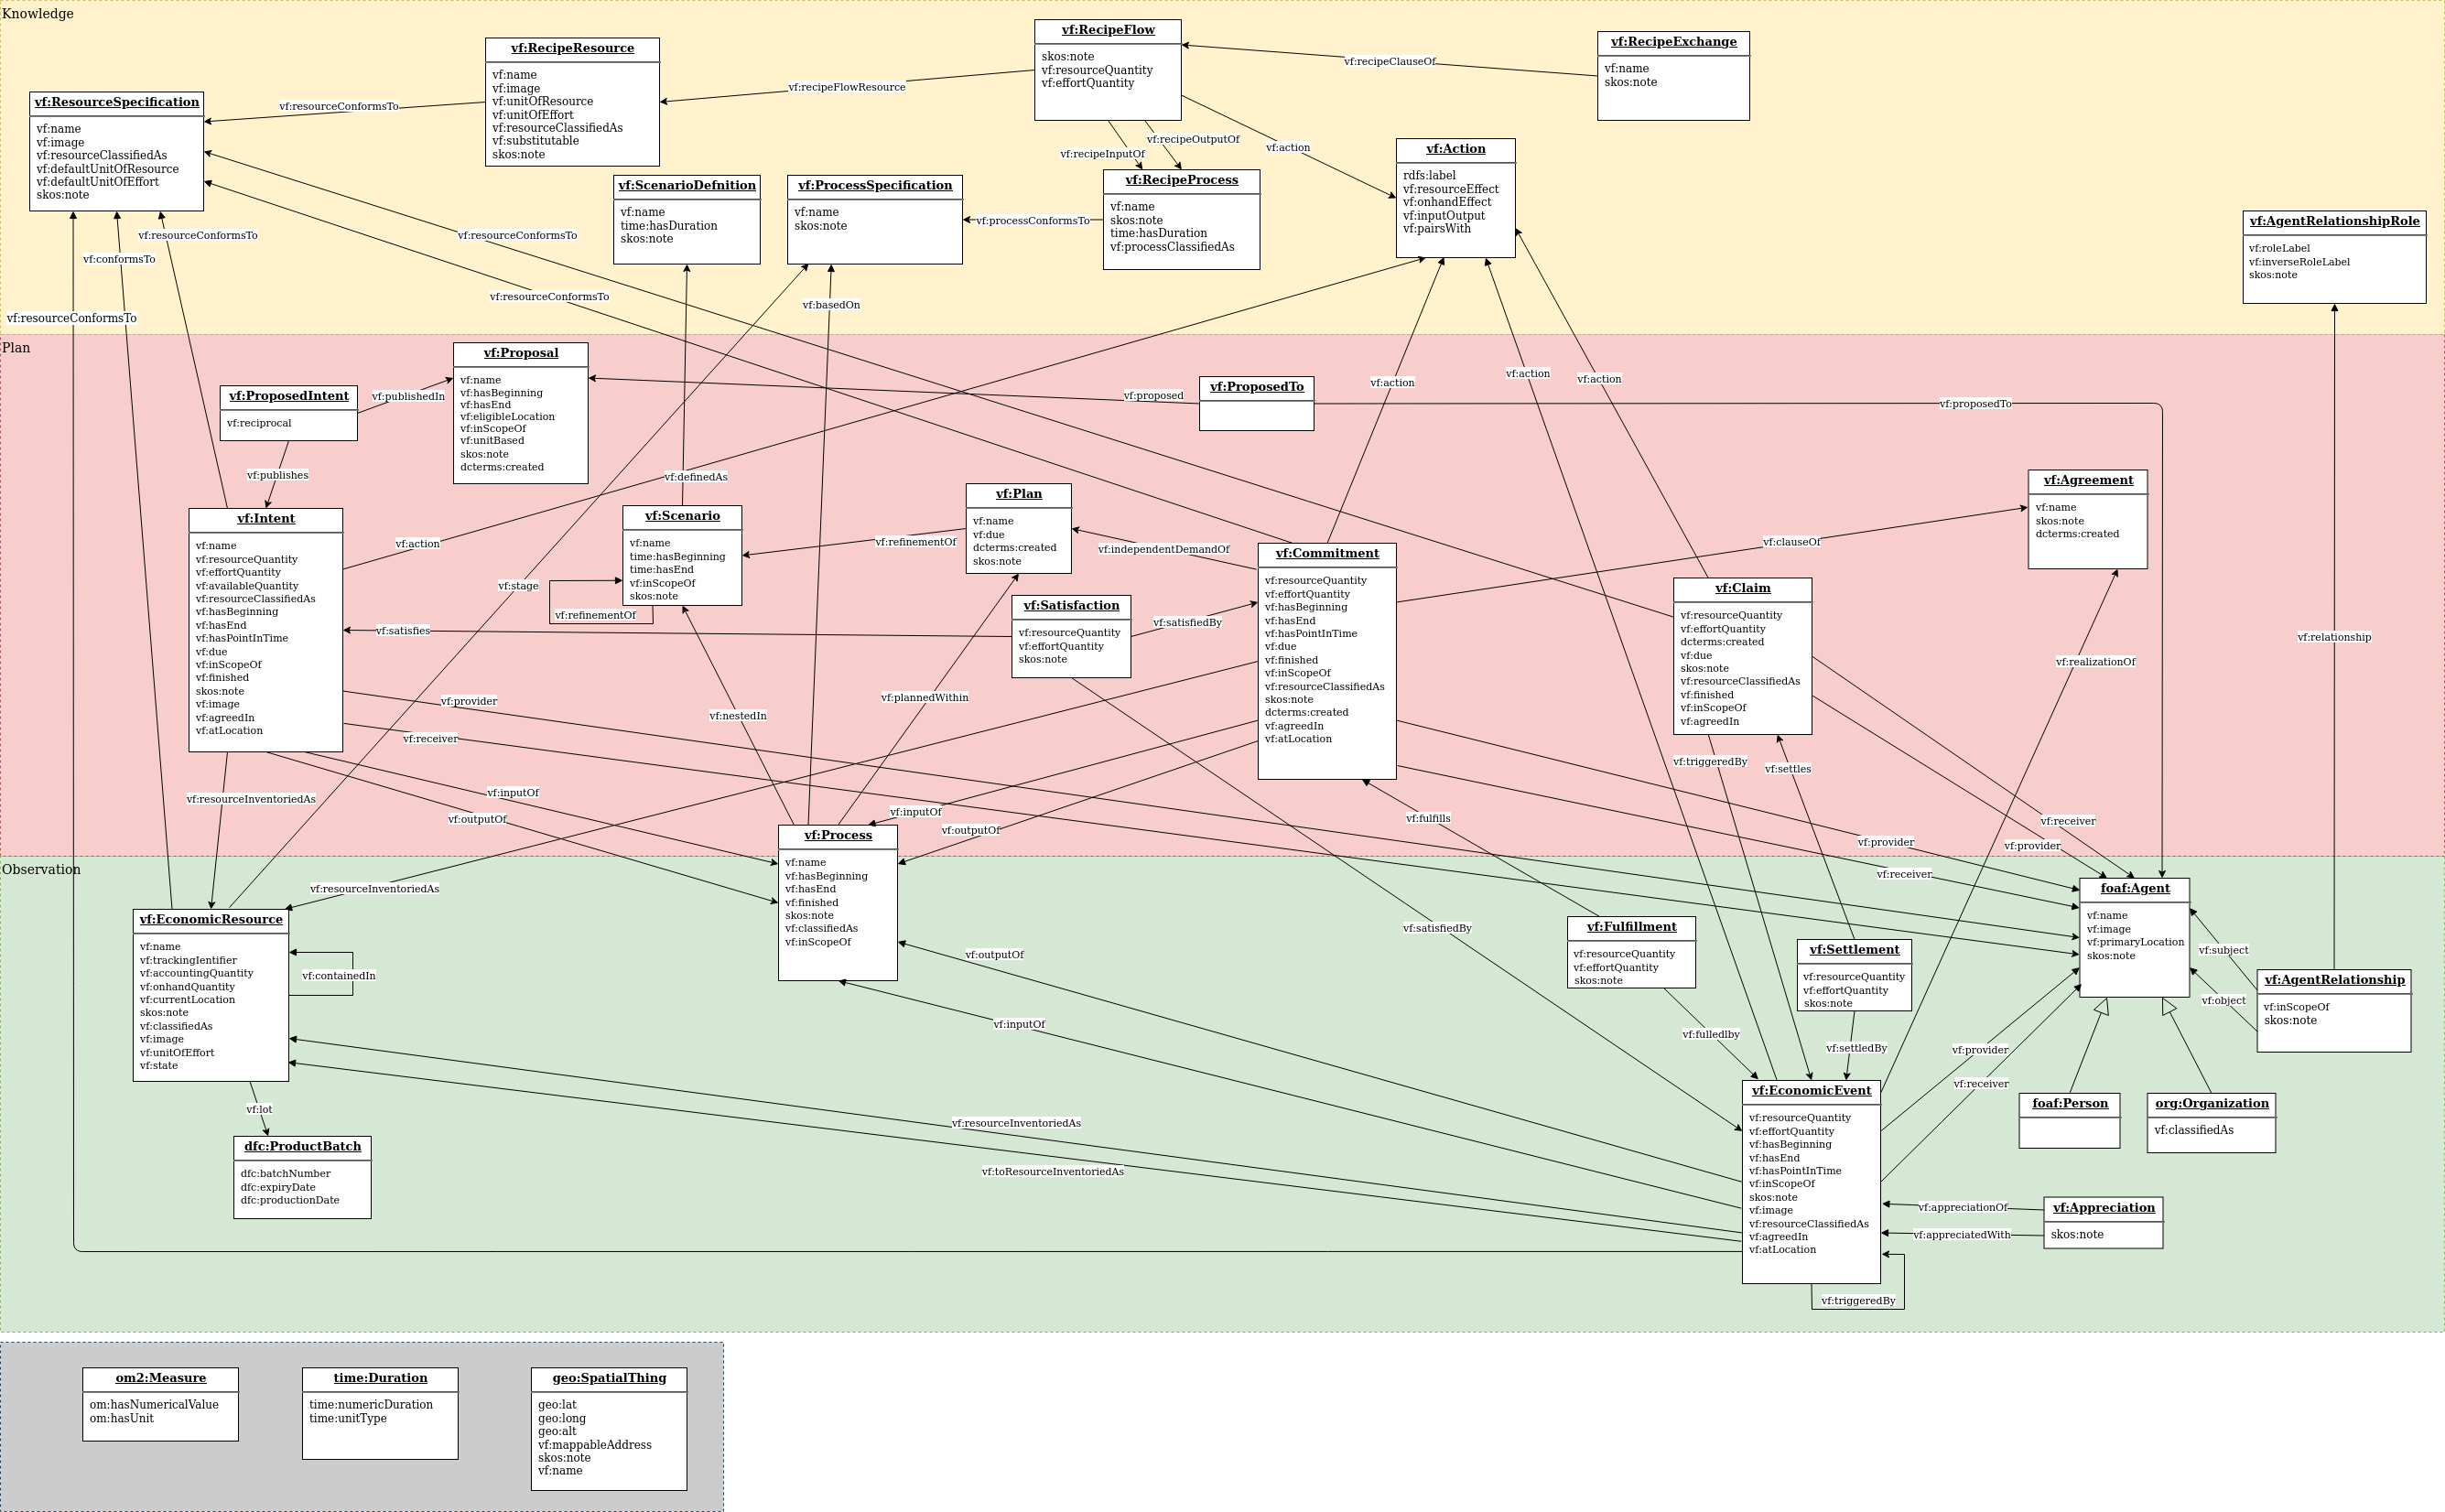 Knowledge
vf:RecipeFlow
skos:note
vf:resourceQuantity
vf:effortQuantity
vf:recipeClauseOf
vf:RecipeExchange
vf:name
skos:note
vf:RecipeResource
vf:name
vf:image
vf:unitOfResource
vf:unitOfEffort
vf:resourceClassifiedAs
vf:substitutable
skos:note
vf:recipeFlowResource
vf:resourceConformsTo
vf:ResourceSpecification
vf:name
vf:image
vf:resourceClassifiedAs
vf:defaultUnitOfResource
vf:defaultUnitOfEffort
skos:note
vf:recipeOutputOf
vf:recipeInputOf
vf:action
vf:Action
rdfs:label
vf:resourceEffect
vf:onhandEffect
vf:inputOutput
vf:pairsWith
vf:ScenarioDefnition
vf:name
time:hasDuration
skos:note
vf:ProcessSpecification
vf:name
skos:note
vf:processConformsTo
vf:RecipeProcess
vf:name
skos:note
time:hasDuration
vf:processClassifiedAs
vf:AgentRelationshipRole
vf:roleLabel
vf:inverseRoleLabel
skos:note
vf:resourceConformsTo
vf:resourceConformsTo
vf:conformsTo
vf:resourceConformsTo
vf:basedOn
vf:resourceConformsTo
Plan
vf:Proposal
vf:name
vf:hasBeginning
vf:hasEnd
vf:eligibleLocation
vf:inScopeOf
vf:unitBased
skos:note
dcterms:created
vf:ProposedIntent
vf:reciprocal
vf:publishedIn
vf:proposed
vf:ProposedTo
vf:action
vf:action
vf:action
vf:proposedTo
vf:publishes
vf:definedAs
vf:Agreement
vf:name
skos:note
dcterms:created
vf:Plan
vf:name
vf:due
dcterms:created
skos:note
vf:Intent
vf:name
vf:resourceQuantity
vf:effortQuantity
vf:availableQuantity
vf:resourceClassifiedAs
vf:hasBeginning
vf:hasEnd
vf:hasPointInTime
vf:due
vf:inScopeOf
vf:finished
skos:note
vf:image
vf:agreedIn
vf:atLocation
vf:action
vf:stage
vf:Scenario
vf:name
time:hasBeginning
time:hasEnd
vf:inScopeOf
skos:note
vf:refinementOf
vf:refinementOf
vf:independentDemandOf
vf:clauseOf
vf:Commitment
vf:resourceQuantity
vf:effortQuantity
vf:hasBeginning
vf:hasEnd
vf:hasPointInTime
vf:due
vf:finished
vf:inScopeOf
vf:resourceClassifiedAs
skos:note
dcterms:created
vf:agreedIn
vf:atLocation
vf:Satisfaction
vf:resourceQuantity
vf:effortQuantity
skos:note
vf:satisfies
vf:satisfiedBy
vf:Claim
vf:resourceQuantity
vf:effortQuantity
dcterms:created
vf:due
skos:note
vf:resourceClassifiedAs
vf:finished
vf:inScopeOf
vf:agreedIn
vf:relationship
vf:realizationOf
vf:provider
vf:receiver
vf:nestedIn
vf:plannedWithin
vf:triggeredBy
vf:settles
vf:resourceInventoriedAs
vf:inputOf
vf:outputOf
vf:inputOf
vf:outputOf
vf:fulfills
vf:receiver
vf:provider
vf:provider
vf:receiver
Observation
vf:Process
vf:name
vf:hasBeginning
vf:hasEnd
vf:finished
skos:note
vf:classifiedAs
vf:inScopeOf
vf:resourceInventoriedAs
vf:EconomicResource
vf:name
vf:trackingIentifier
vf:accountingQuantity
vf:onhandQuantity
vf:currentLocation
skos:note
vf:classifiedAs
vf:image
vf:unitOfEffort
vf:state
vf:containedIn
vf:outputOf
vf:inputOf
vf:satisfiedBy
vf:Fulfillment
vf:resourceQuantity
vf:effortQuantity
skos:note
vf:Settlement
vf:resourceQuantity
vf:effortQuantity
skos:note
foaf:Agent
vf:name
vf:image
vf:primaryLocation
skos:note
vf:subject
vf:object
vf:AgentRelationship
vf:inScopeOf
skos:note
vf:fulledlby
vf:settledBy
vf:provider
vf:receiver
vf:lot
dfc:ProductBatch
dfc:batchNumber
dfc:expiryDate
dfc:productionDate
vf:resourceInventoriedAs
vf:toResourceInventoriedAs
vf:EconomicEvent
vf:resourceQuantity
vf:effortQuantity
vf:hasBeginning
vf:hasEnd
vf:hasPointInTime
vf:inScopeOf
skos:note
vf:image
vf:resourceClassifiedAs
vf:agreedIn
vf:atLocation
foaf:Person
org:Organization
vf:classifiedAs
vf:appreciationOf
vf:appreciatedWith
vf:Appreciation
skos:note
vf:triggeredBy
om2:Measure
om:hasNumericalValue
om:hasUnit
time:Duration
time:numericDuration
time:unitType
geo:SpatialThing
geo:lat
geo:long
geo:alt
vf:mappableAddress
skos:note
vf:name